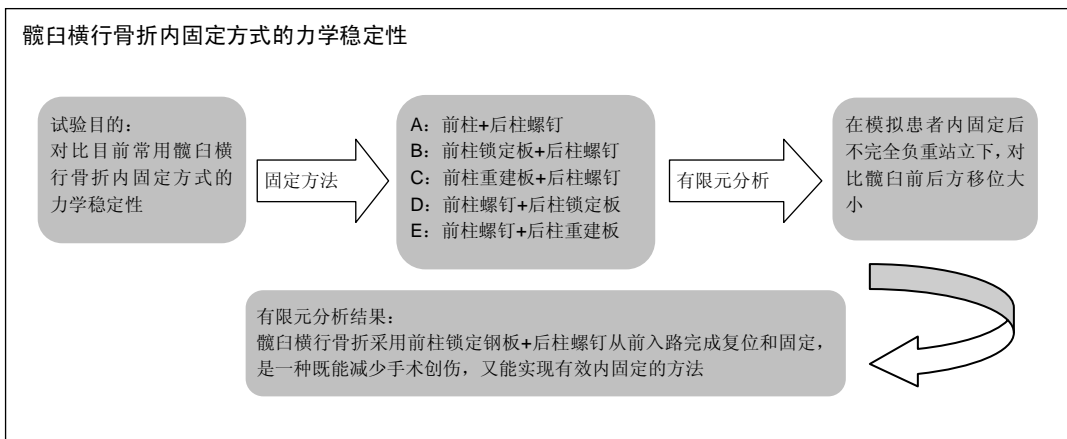 髋臼横行骨折内固定方式的力学稳定性
试验目的：
对比目前常用髋臼横
行骨折内固定方式的
力学稳定性
固定方法
A：前柱+后柱螺钉
B：前柱锁定板+后柱螺钉
C：前柱重建板+后柱螺钉
D：前柱螺钉+后柱锁定板
E：前柱螺钉+后柱重建板
有限元分析
在模拟患者内固定后
不完全负重站立下，对
比髋臼前后方移位大
小
有限元分析结果：
髋臼横行骨折采用前柱锁定钢板+后柱螺钉从前入路完成复位和固定，
是一种既能减少手术创伤，又能实现有效内固定的方法